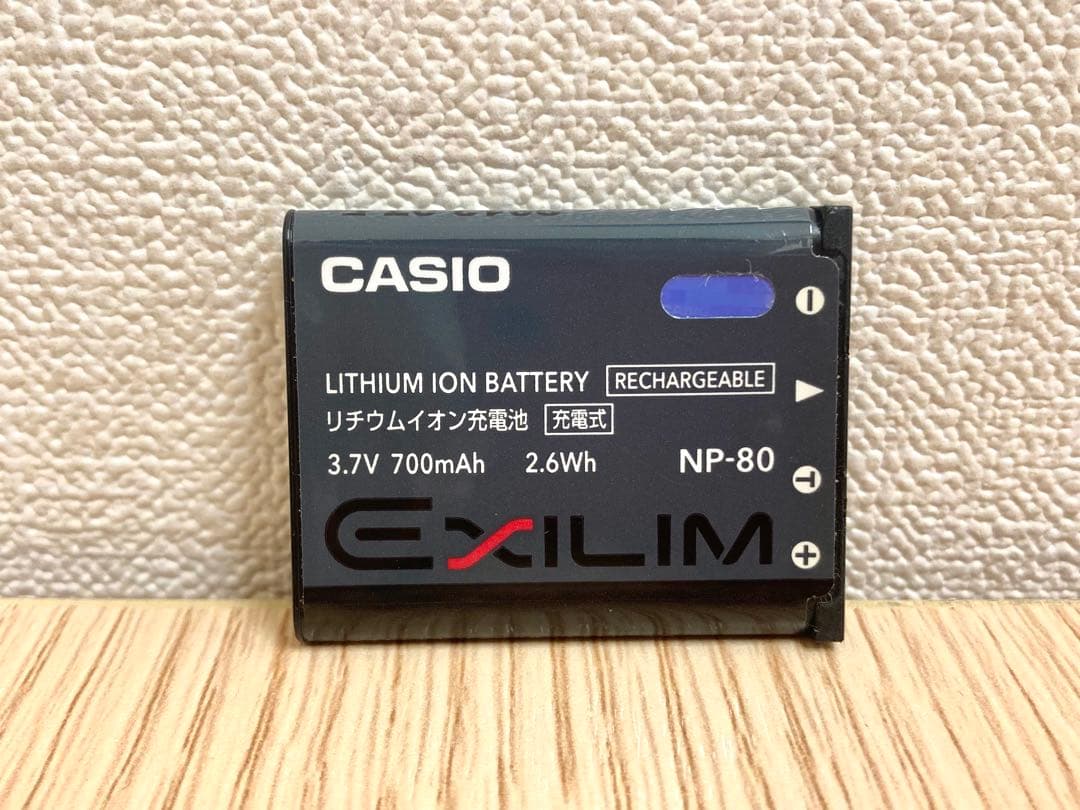 CASIO
LITHIUM ION BATTERY RECHARGEABLE
リチウムイオン充電池 充電式
3.7V 700mAh 2.6Wh NP-80
EXILIM
− ▶ T +